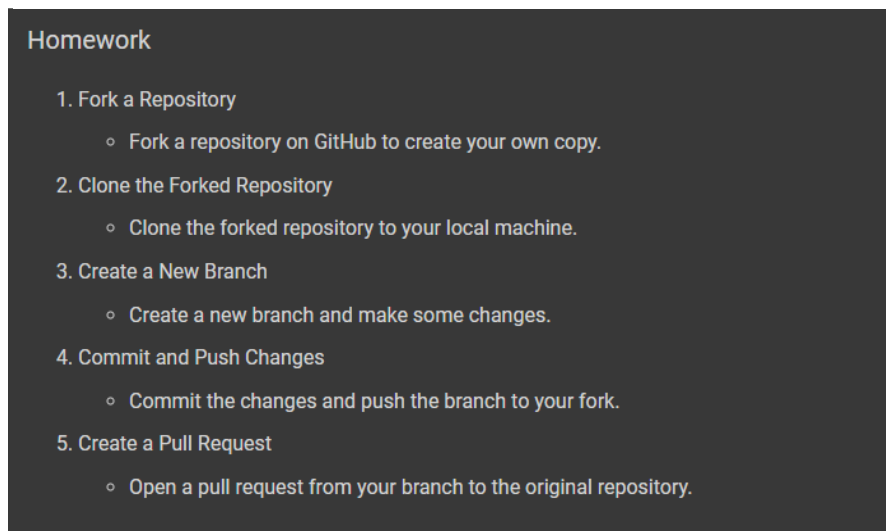 Homework
1. Fork a Repository
◦ Fork a repository on GitHub to create your own copy.
2. Clone the Forked Repository
◦ Clone the forked repository to your local machine.
3. Create a New Branch
◦ Create a new branch and make some changes.
4. Commit and Push Changes
◦ Commit the changes and push the branch to your fork.
5. Create a Pull Request
◦ Open a pull request from your branch to the original repository.